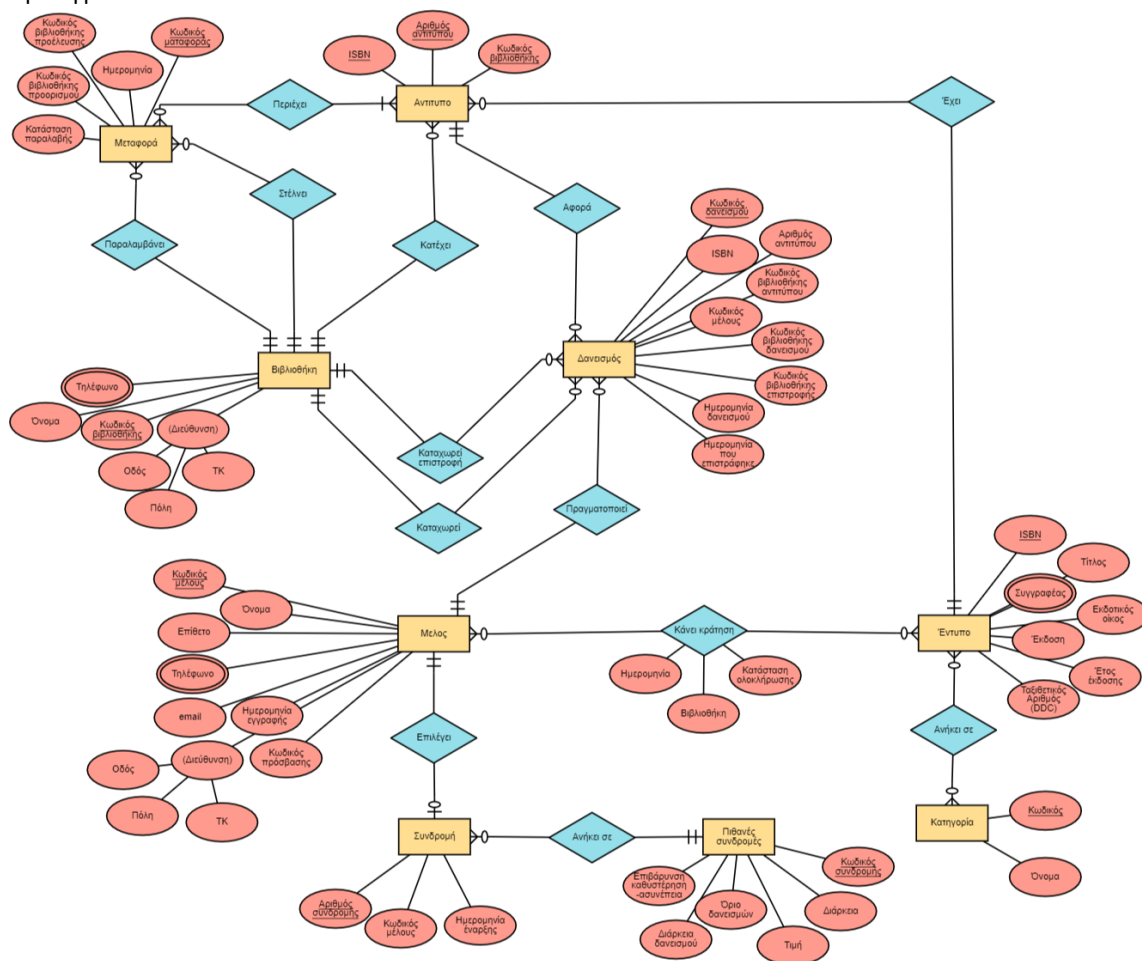 Κωδικός
βιβλιοθήκης
προέλευσης
Κωδικός
ματαφοράς
Ημερομηνία
Κωδικός
βιβλιοθήκης
προορισμού
Κατάσταση
παραλαβής
Μεταφορά
Περιέχει
ISBN
Αριθμός
αντιτύπου
Κωδικός
βιβλιοθήκης
Αντιτυπο
Έχει
Στέλνει
Παραλαμβάνει
Κατέχει
Αφορά
Κωδικός
δανεισμού
ISBN
Αριθμός
αντιτύπου
Κωδικός
βιβλιοθήκης
αντιτύπου
Κωδικός
μέλους
Κωδικός
βιβλιοθήκης
δανεισμού
Κωδικός
βιβλιοθήκης
επιστροφής
Ημερομηνία
δανεισμού
Ημερομηνία
που
επιστράφηκε
Δανεισμός
Βιβλιοθήκη
Τηλέφωνο
Όνομα
Κωδικός
βιβλιοθήκης
(Διεύθυνση)
Οδός
ΤΚ
Πόλη
Καταχωρεί
επιστροφή
Καταχωρεί
Πραγματοποιεί
Κωδικός
μέλους
Όνομα
Επίθετο
Τηλέφωνο
email
Ημερομηνία
εγγραφής
(Διεύθυνση)
Κωδικός
πρόσβασης
Οδός
Πόλη
ΤΚ
Μελος
Κάνει κράτηση
Ημερομηνία
Κατάσταση
ολοκλήρωσης
Βιβλιοθήκη
ISBN
Τίτλος
Συγγραφέας
Εκδοτικός
οίκος
Έκδοση
Έτος
έκδοσης
Ταξιθετικός
Αριθμός
(DDC)
Έντυπο
Ανήκει σε
Επιλέγει
Κατηγορία
Κωδικός
Όνομα
Συνδρομή
Ανήκει σε
Πιθανές
συνδρομές
Αριθμός
συνδρομής
Κωδικός
μέλους
Ημερομηνία
έναρξης
Επιβάρυνση
καθυστέρηση
-ασυνέπεια
Όριο
δανεισμών
Διάρκεια
δανεισμού
Τιμή
Διάρκεια
Κωδικός
συνδρομής